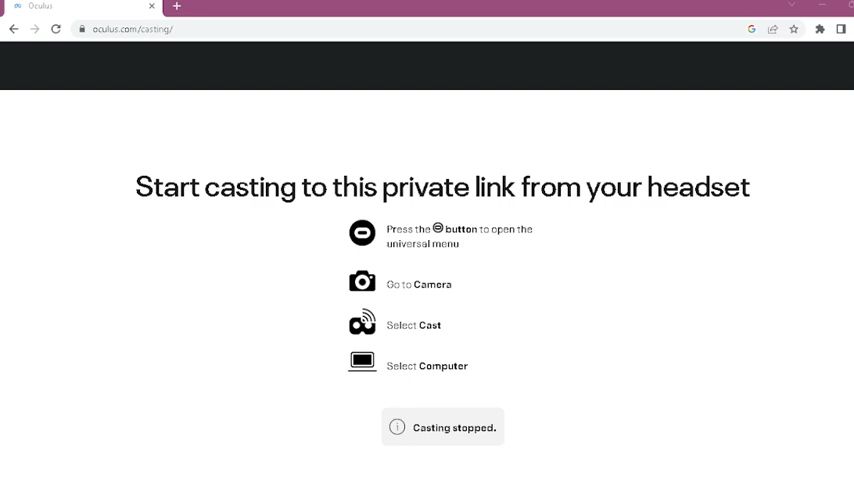 Oculus
oculus.com/casting/
Start casting to this private link from your headset
Press the button to open the
universal menu
Go to Camera
Select Cast
Select Computer
Casting stopped.